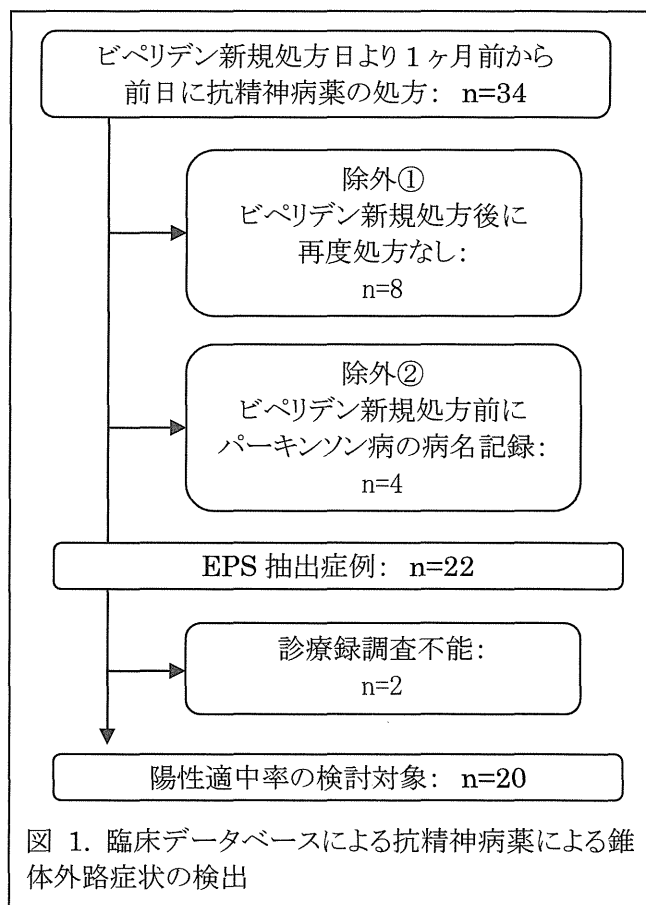 ビペリデン新規処方日より1ヶ月前から
前日に抗精神病薬の処方: n=34
除外①
ビペリデン新規処方後に
再度処方なし:
n=8
除外②
ビペリデン新規処方前に
パーキンソン病の病名記録:
n=4
EPS 抽出症例: n=22
診療録調査不能:
n=2
陽性適中率の検討対象: n=20
図 1. 臨床データベースによる抗精神病薬による錐
体外路症状の検出